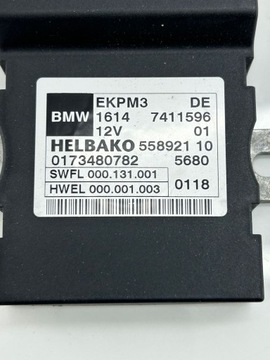 EKPM3 DE
BMW 1614 7411596
12V 01
HELBAKO 558921 10
0173480782 5680
SWFL 000.131.001
HWEL 000.001.003 0118